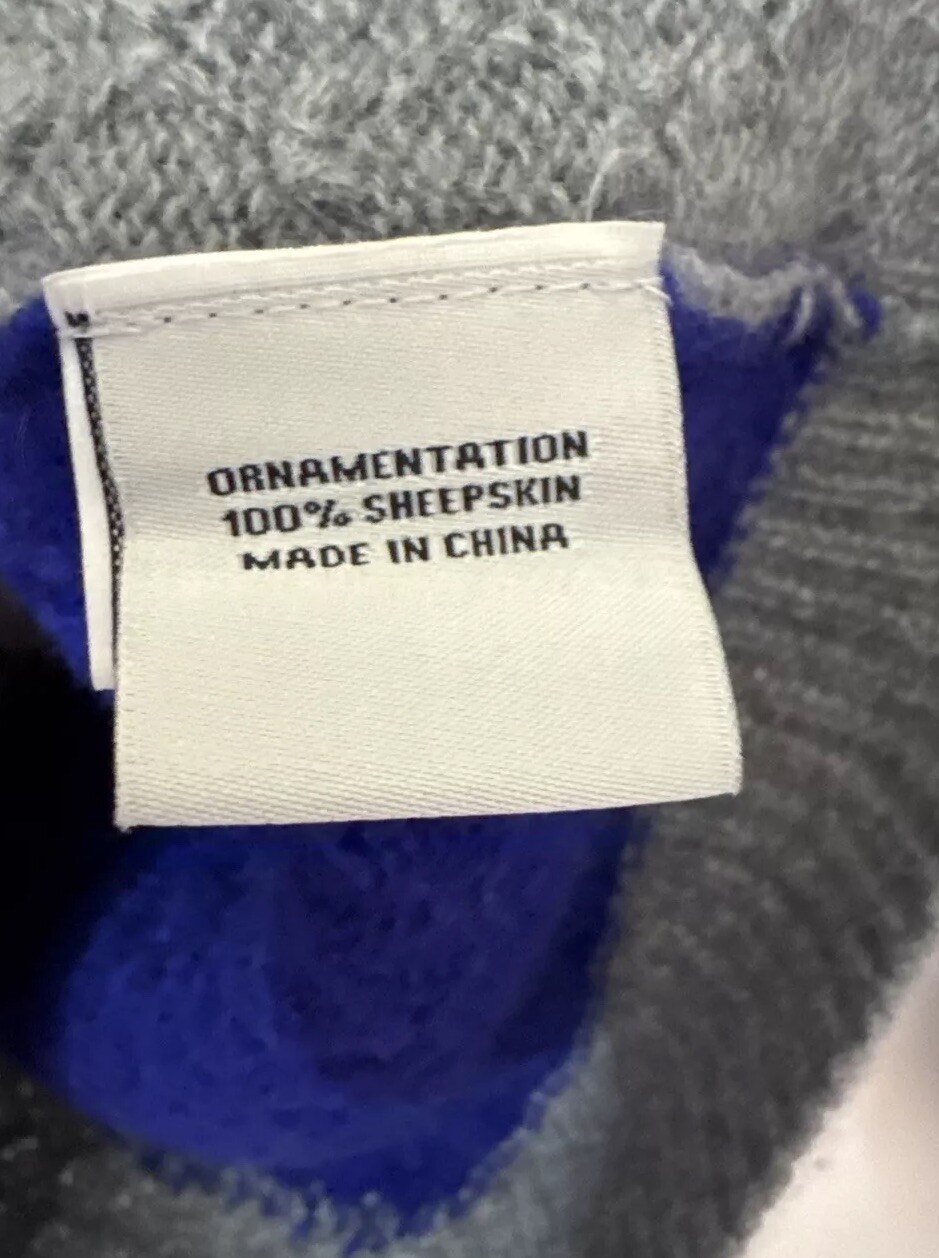 ORNAMENTATION
100% SHEEPSKIN
MADE IN CHINA